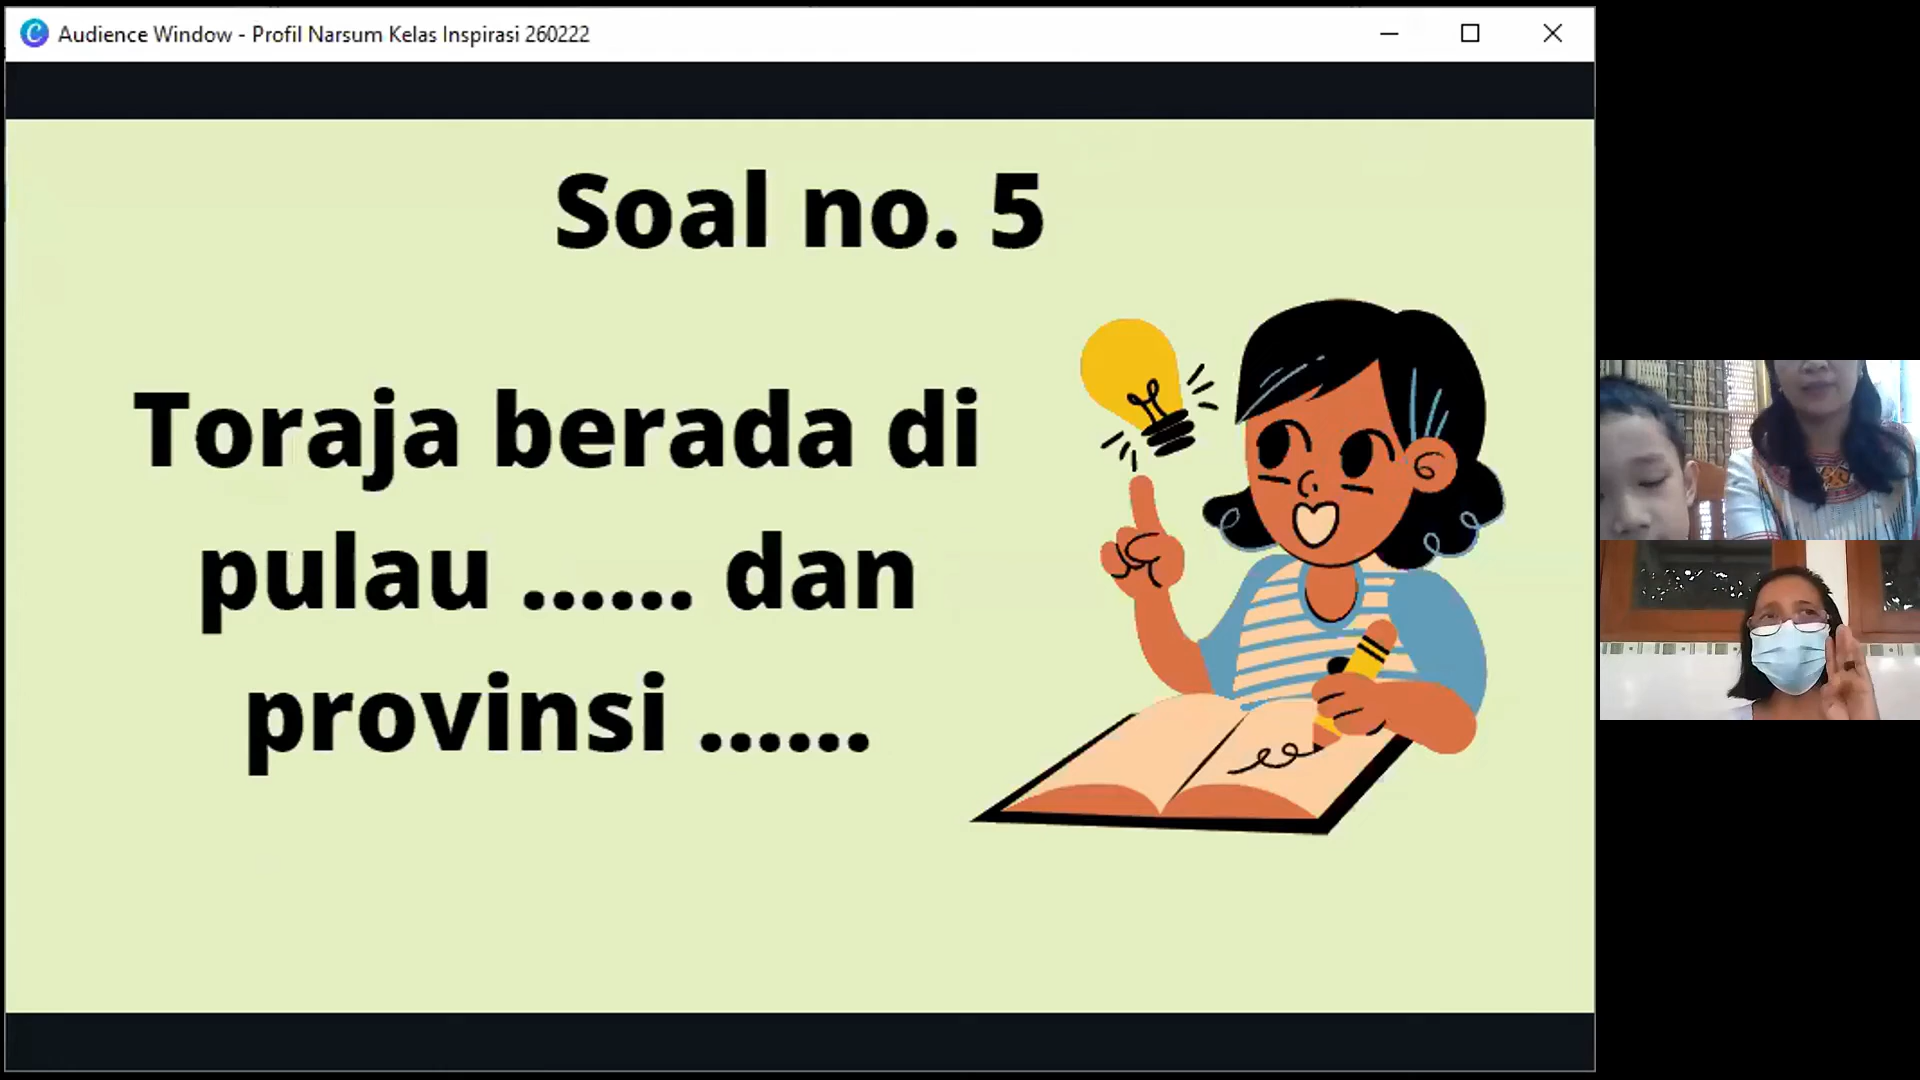 Audience Window - Profil Narsum Kelas Inspirasi 260222
Soal no. 5
Toraja berada di
pulau ...... dan
provinsi ......